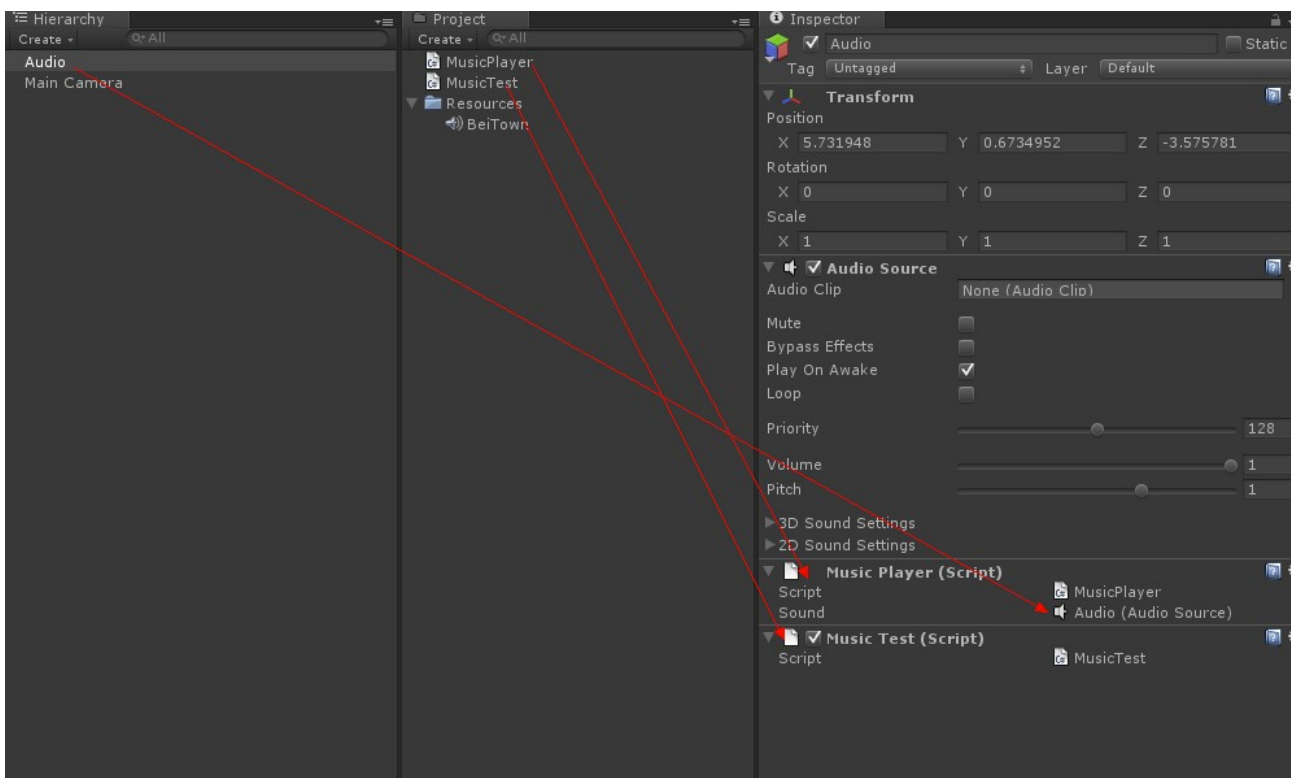 Hierarchy
Create
All
Audio
Main Camera
Project
Create
All
MusicPlayer
MusicTest
Resources
BeiTown
Inspector
Audio
Static
Tag Untagged Layer Default
Transform
Position
X 5.731948 Y 0.6734952 Z -3.575781
Rotation
X 0 Y 0 Z 0
Scale
X 1 Y 1 Z 1
Audio Source
Audio Clip None (Audio Clip)
Mute
Bypass Effects
Play On Awake
Loop
Priority 128
Volume 1
Pitch 1
3D Sound Settings
2D Sound Settings
Music Player (Script)
Script MusicPlayer
Sound Audio (Audio Source)
Music Test (Script)
Script MusicTest